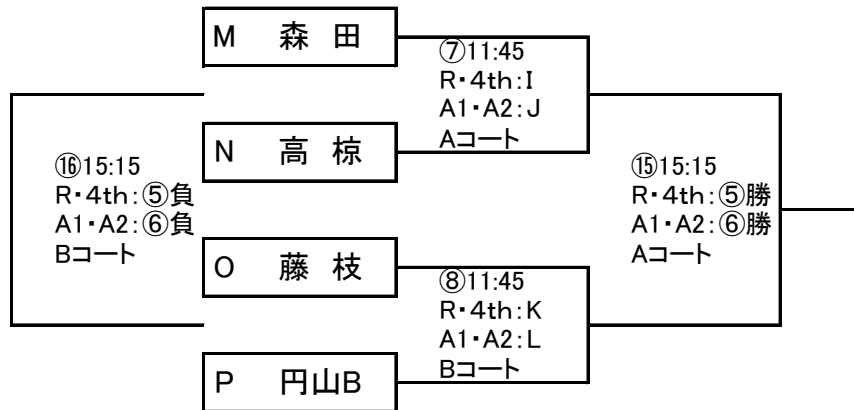 M 森 田
⑦11:45
R・4th:I
A1・A2:J
Aコート
N 高 椋
⑯15:15
R・4th:⑤負
A1・A2:⑥負
Bコート
⑮15:15
R・4th:⑤勝
A1・A2:⑥勝
Aコート
O 藤 枝
⑧11:45
R・4th:K
A1・A2:L
Bコート
P 円山B